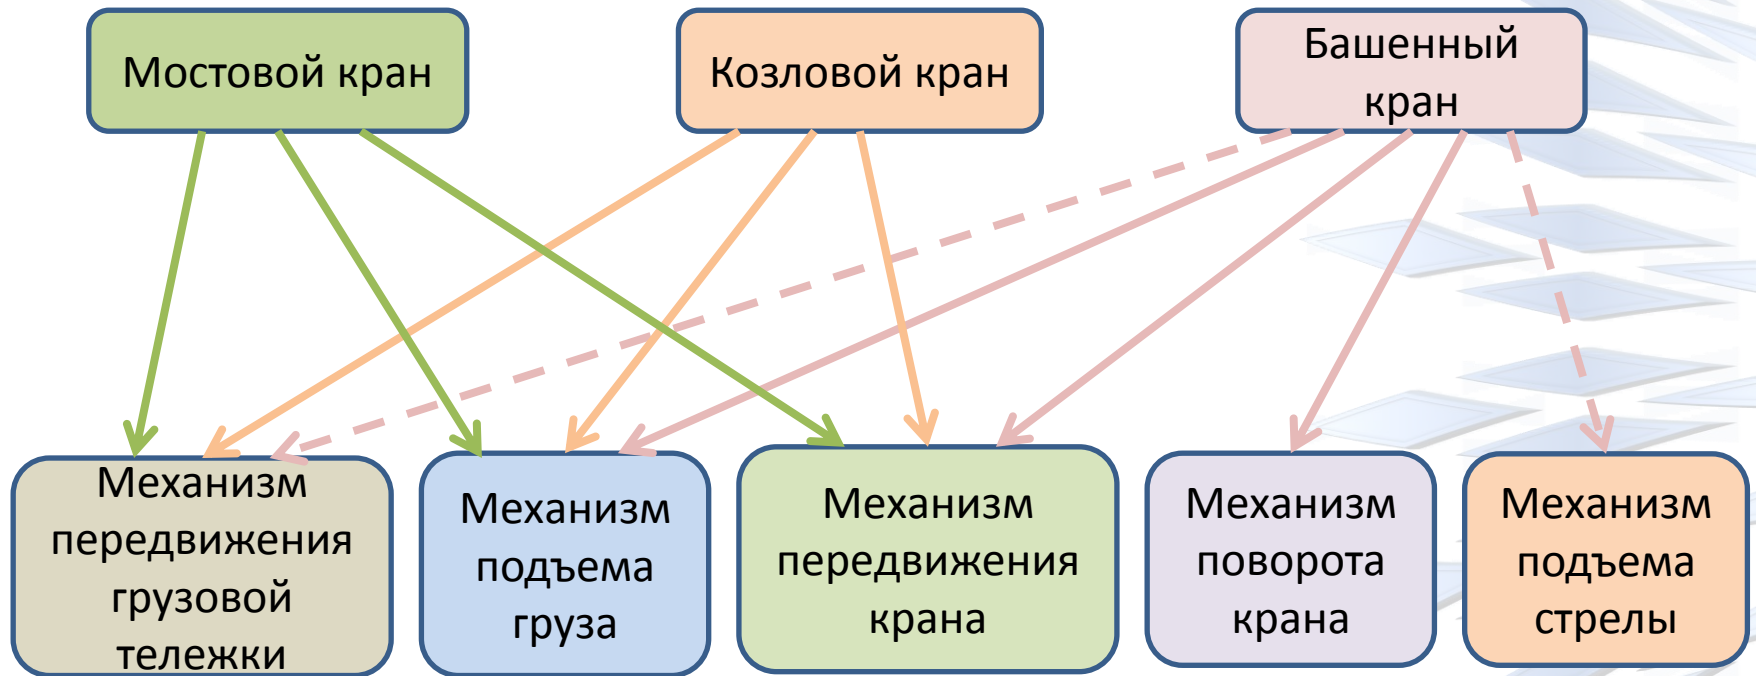 Мостовой кран
Козловой кран
Башенный
кран
Механизм
передвижения
грузовой
тележки
Механизм
подъема
груза
Механизм
передвижения
крана
Механизм
поворота
крана
Механизм
подъема
стрелы